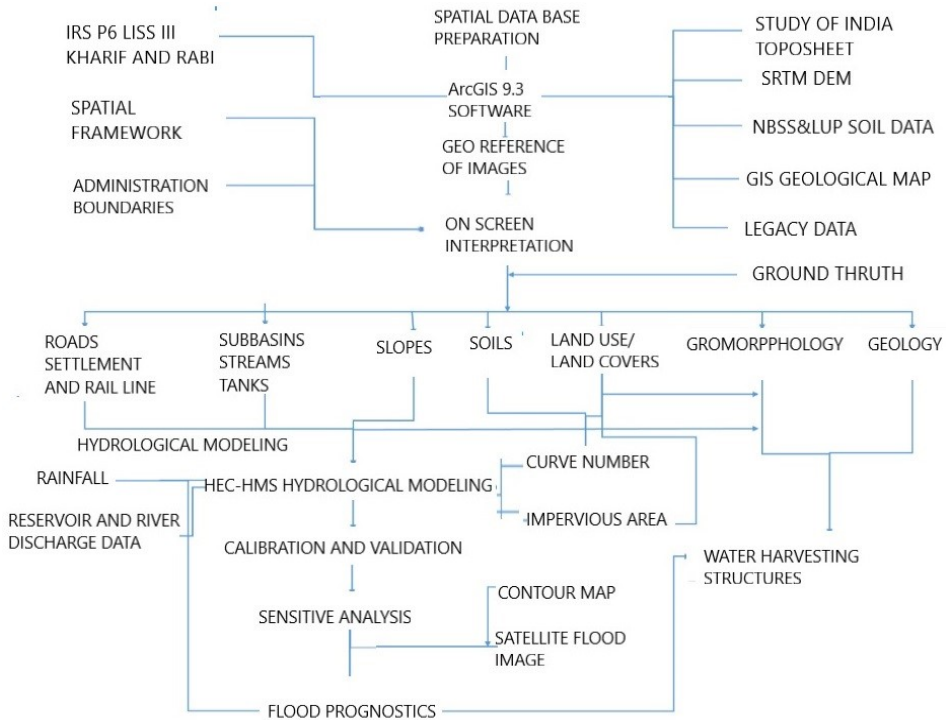 SPATIAL DATA BASE
PREPARATION
IRS P6 LISS III
KHARIF AND RABI
STUDY OF INDIA
TOPOSHEET
SRTM DEM
ArcGIS 9.3
SOFTWARE
SPATIAL
FRAMEWORK
NBSS&LUP SOIL DATA
GEO REFERENCE
OF IMAGES
ADMINISTRATION
BOUNDARIES
GIS GEOLOGICAL MAP
ON SCREEN
INTERPRETATION
LEGACY DATA
GROUND THRUTH
ROADS
SETTLEMENT
AND RAIL LINE
SUBBASINS
STREAMS
TANKS
SLOPES
SOILS
LAND USE/
LAND COVERS
GROMORPPHOLOGY
GEOLOGY
HYDROLOGICAL MODELING
RAINFALL
HEC-HMS HYDROLOGICAL MODELING
CURVE NUMBER
RESERVOIR AND RIVER
DISCHARGE DATA
IMPERVIOUS AREA
CALIBRATION AND VALIDATION
WATER HARVESTING
STRUCTURES
SENSITIVE ANALYSIS
CONTOUR MAP
SATELLITE FLOOD
IMAGE
FLOOD PROGNOSTICS